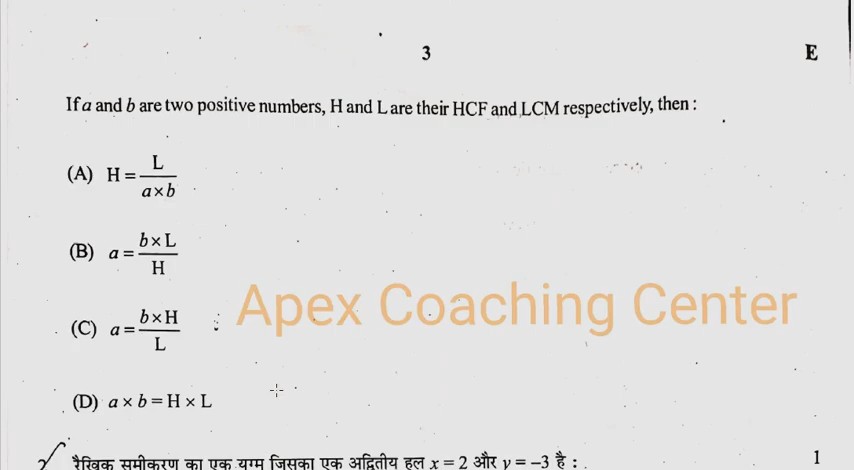 3
E
If a and b are two positive numbers, H and L are their HCF and LCM respectively, then :
(A) H = L / a×b
(B) a = b×L / H
(C) a = b×H / L
(D) a × b = H × L
Apex Coaching Center
रैखिक समीकरण का एक युग्म जिसका एक अद्वितीय हल x = 2 और y = –3 है :
1